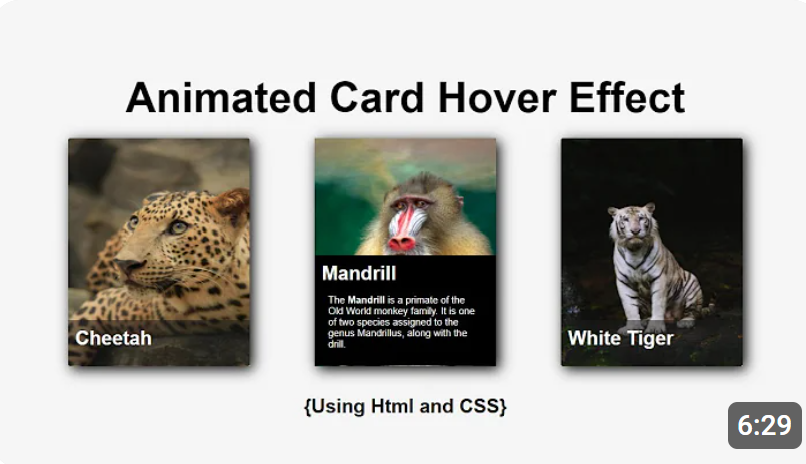 Animated Card Hover Effect
Cheetah
Mandrill
The Mandrill is a primate of the
Old World monkey family. It is one
of two species assigned to the
genus Mandrillus, along with the
drill.
White Tiger
{Using Html and CSS}
6:29